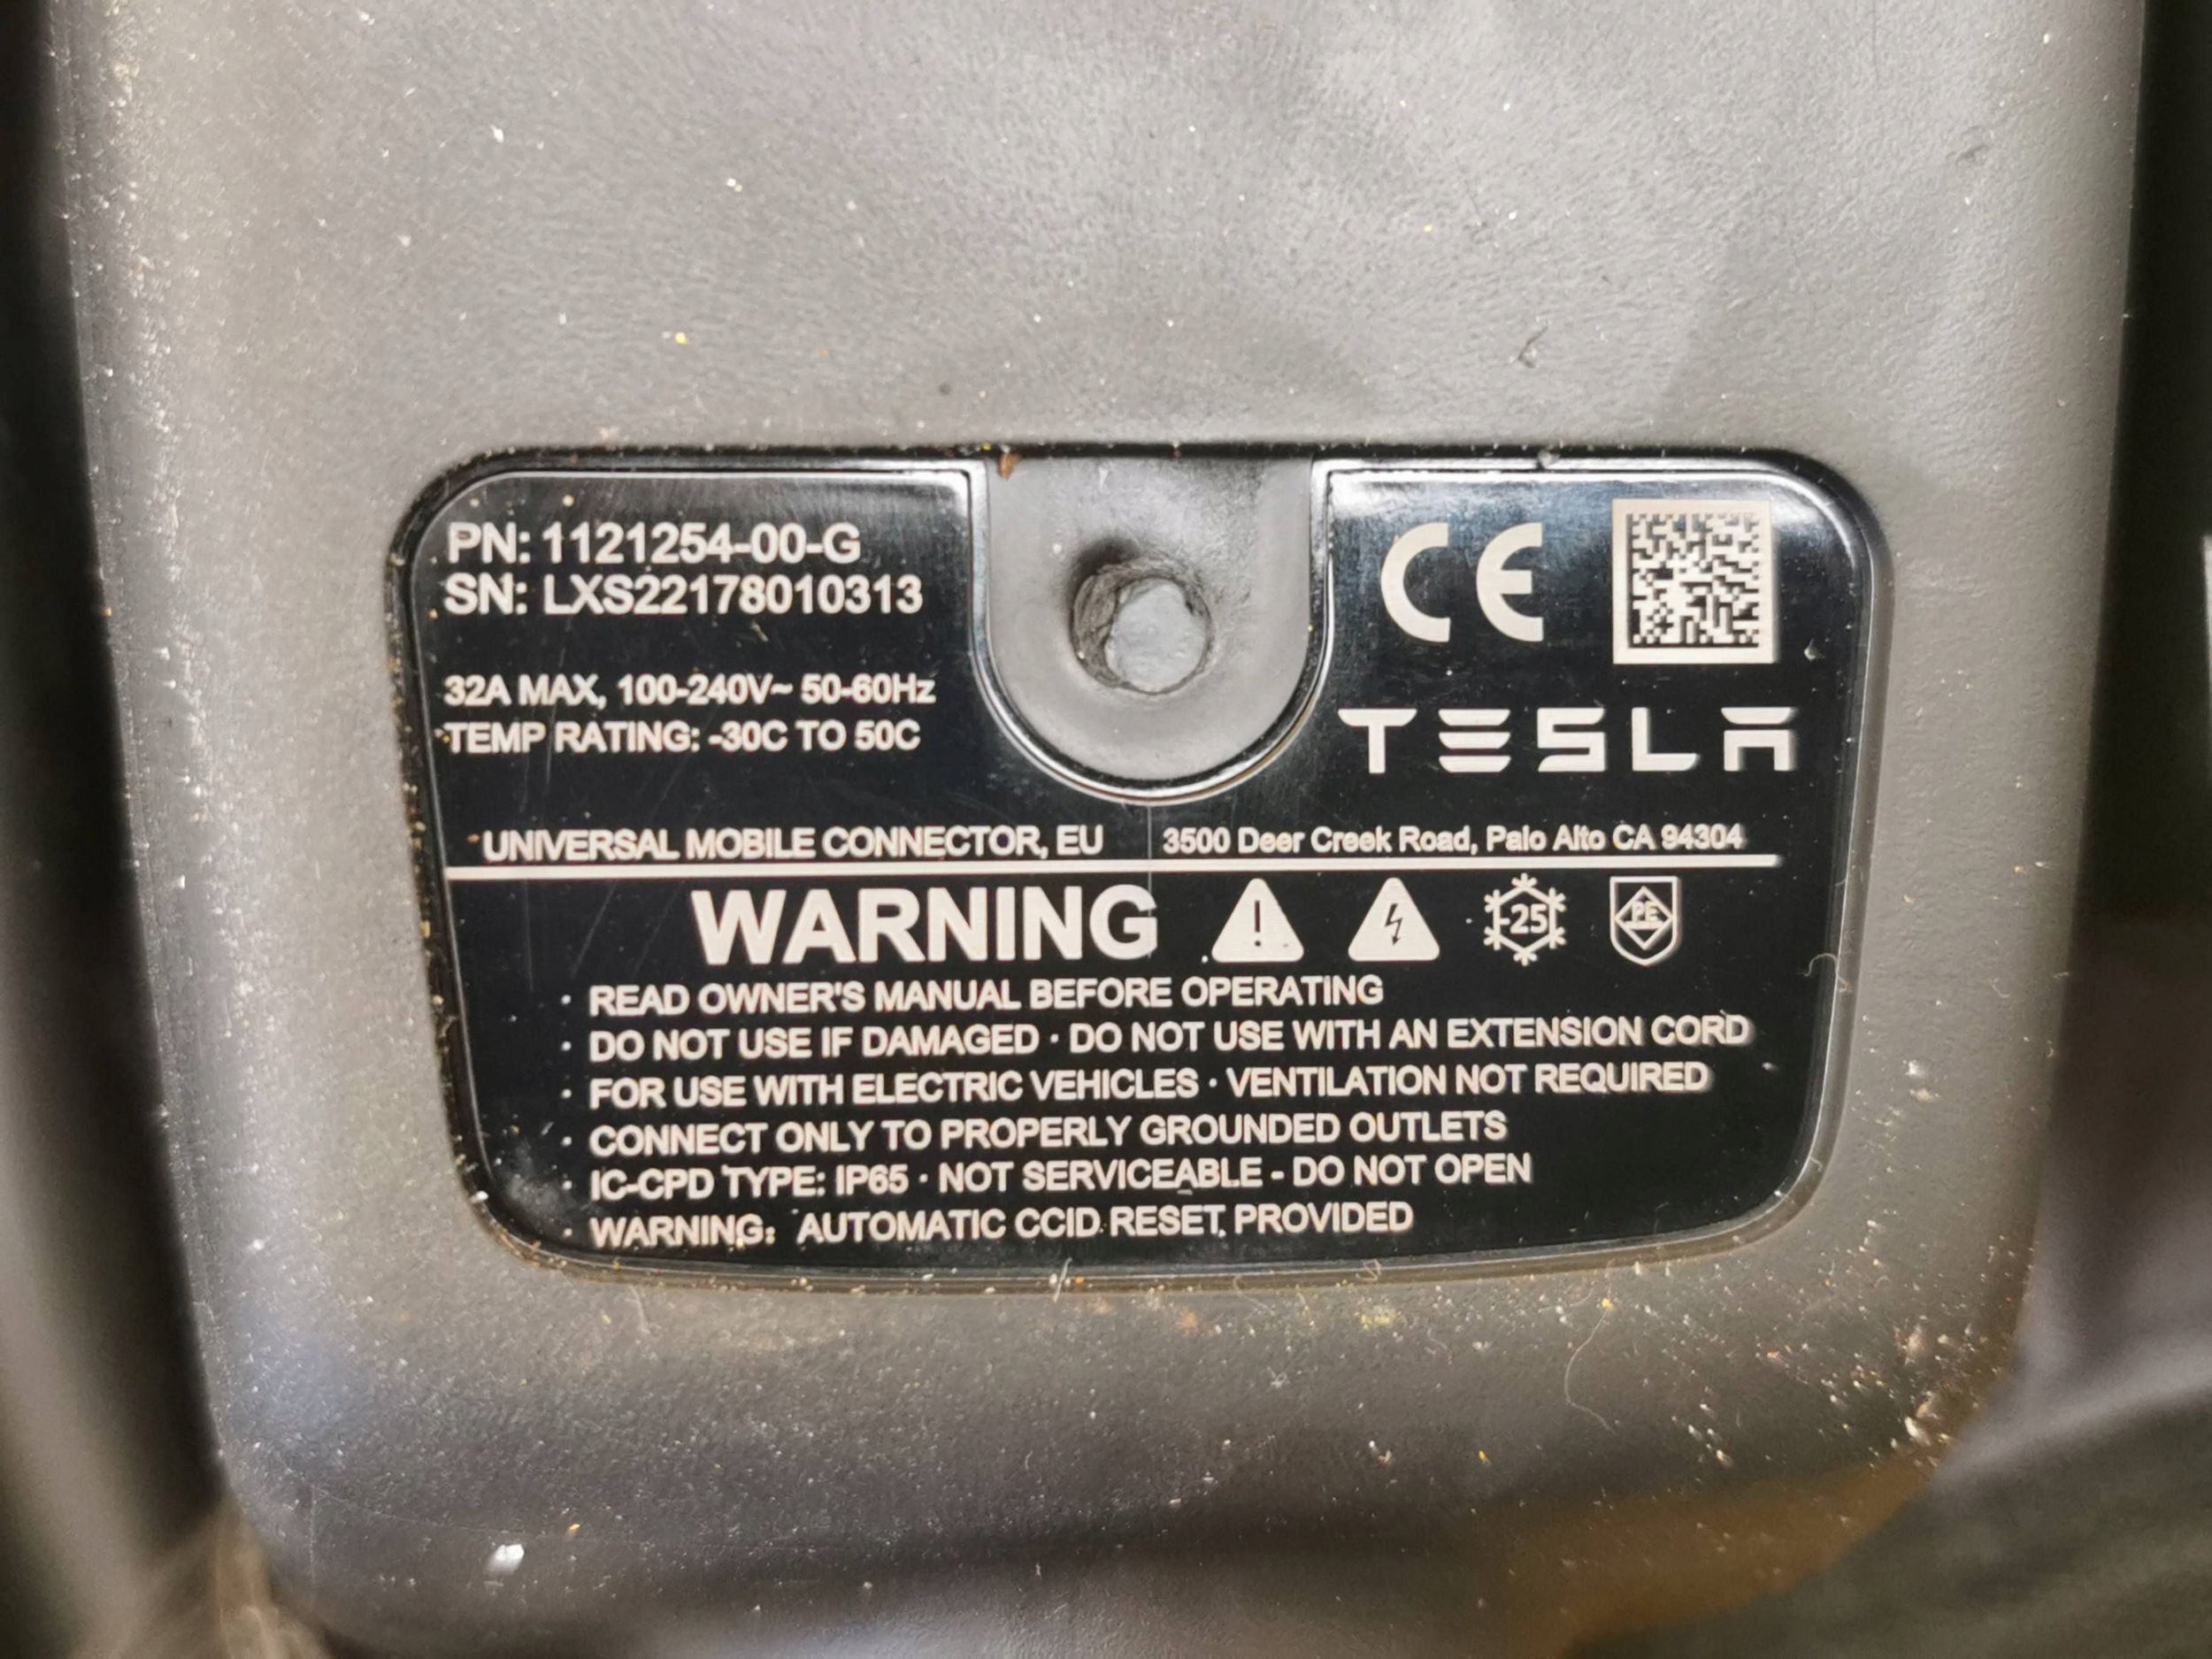 PN: 1121254-00-G
SN: LXS22178010313
32A MAX, 100-240V~ 50-60Hz
TEMP RATING: -30C TO 50C
CE
TESLA
UNIVERSAL MOBILE CONNECTOR, EU 3500 Deer Creek Road, Palo Alto CA 94304
WARNING ! -25 PE
· READ OWNER'S MANUAL BEFORE OPERATING
· DO NOT USE IF DAMAGED · DO NOT USE WITH AN EXTENSION CORD
· FOR USE WITH ELECTRIC VEHICLES · VENTILATION NOT REQUIRED
· CONNECT ONLY TO PROPERLY GROUNDED OUTLETS
· IC-CPD TYPE: IP65 · NOT SERVICEABLE - DO NOT OPEN
· WARNING: AUTOMATIC CCID RESET PROVIDED